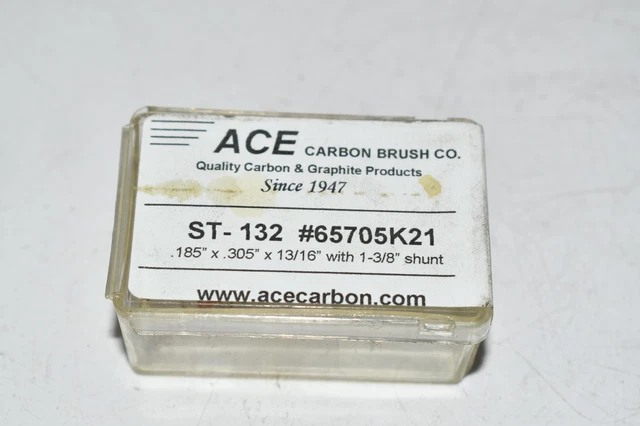 ACE CARBON BRUSH CO.
Quality Carbon & Graphite Products
Since 1947
ST- 132 #65705K21
.185" x .305" x 13/16" with 1-3/8" shunt
www.acecarbon.com